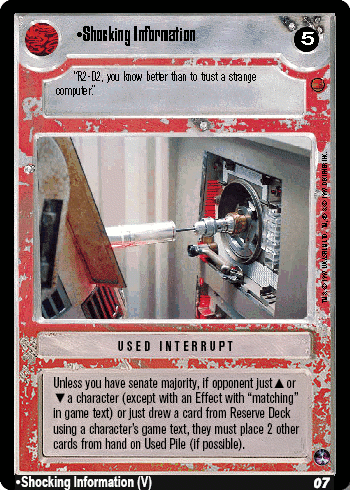 •Shocking Information
5
"R2-D2, you know better than to trust a strange
computer."
USED INTERRUPT
Unless you have senate majority, if opponent just▲or
▼a character (except with an Effect with "matching"
in game text) or just drew a card from Reserve Deck
using a character's game text, they must place 2 other
cards from hand on Used Pile (if possible).
•Shocking Information (V)
07